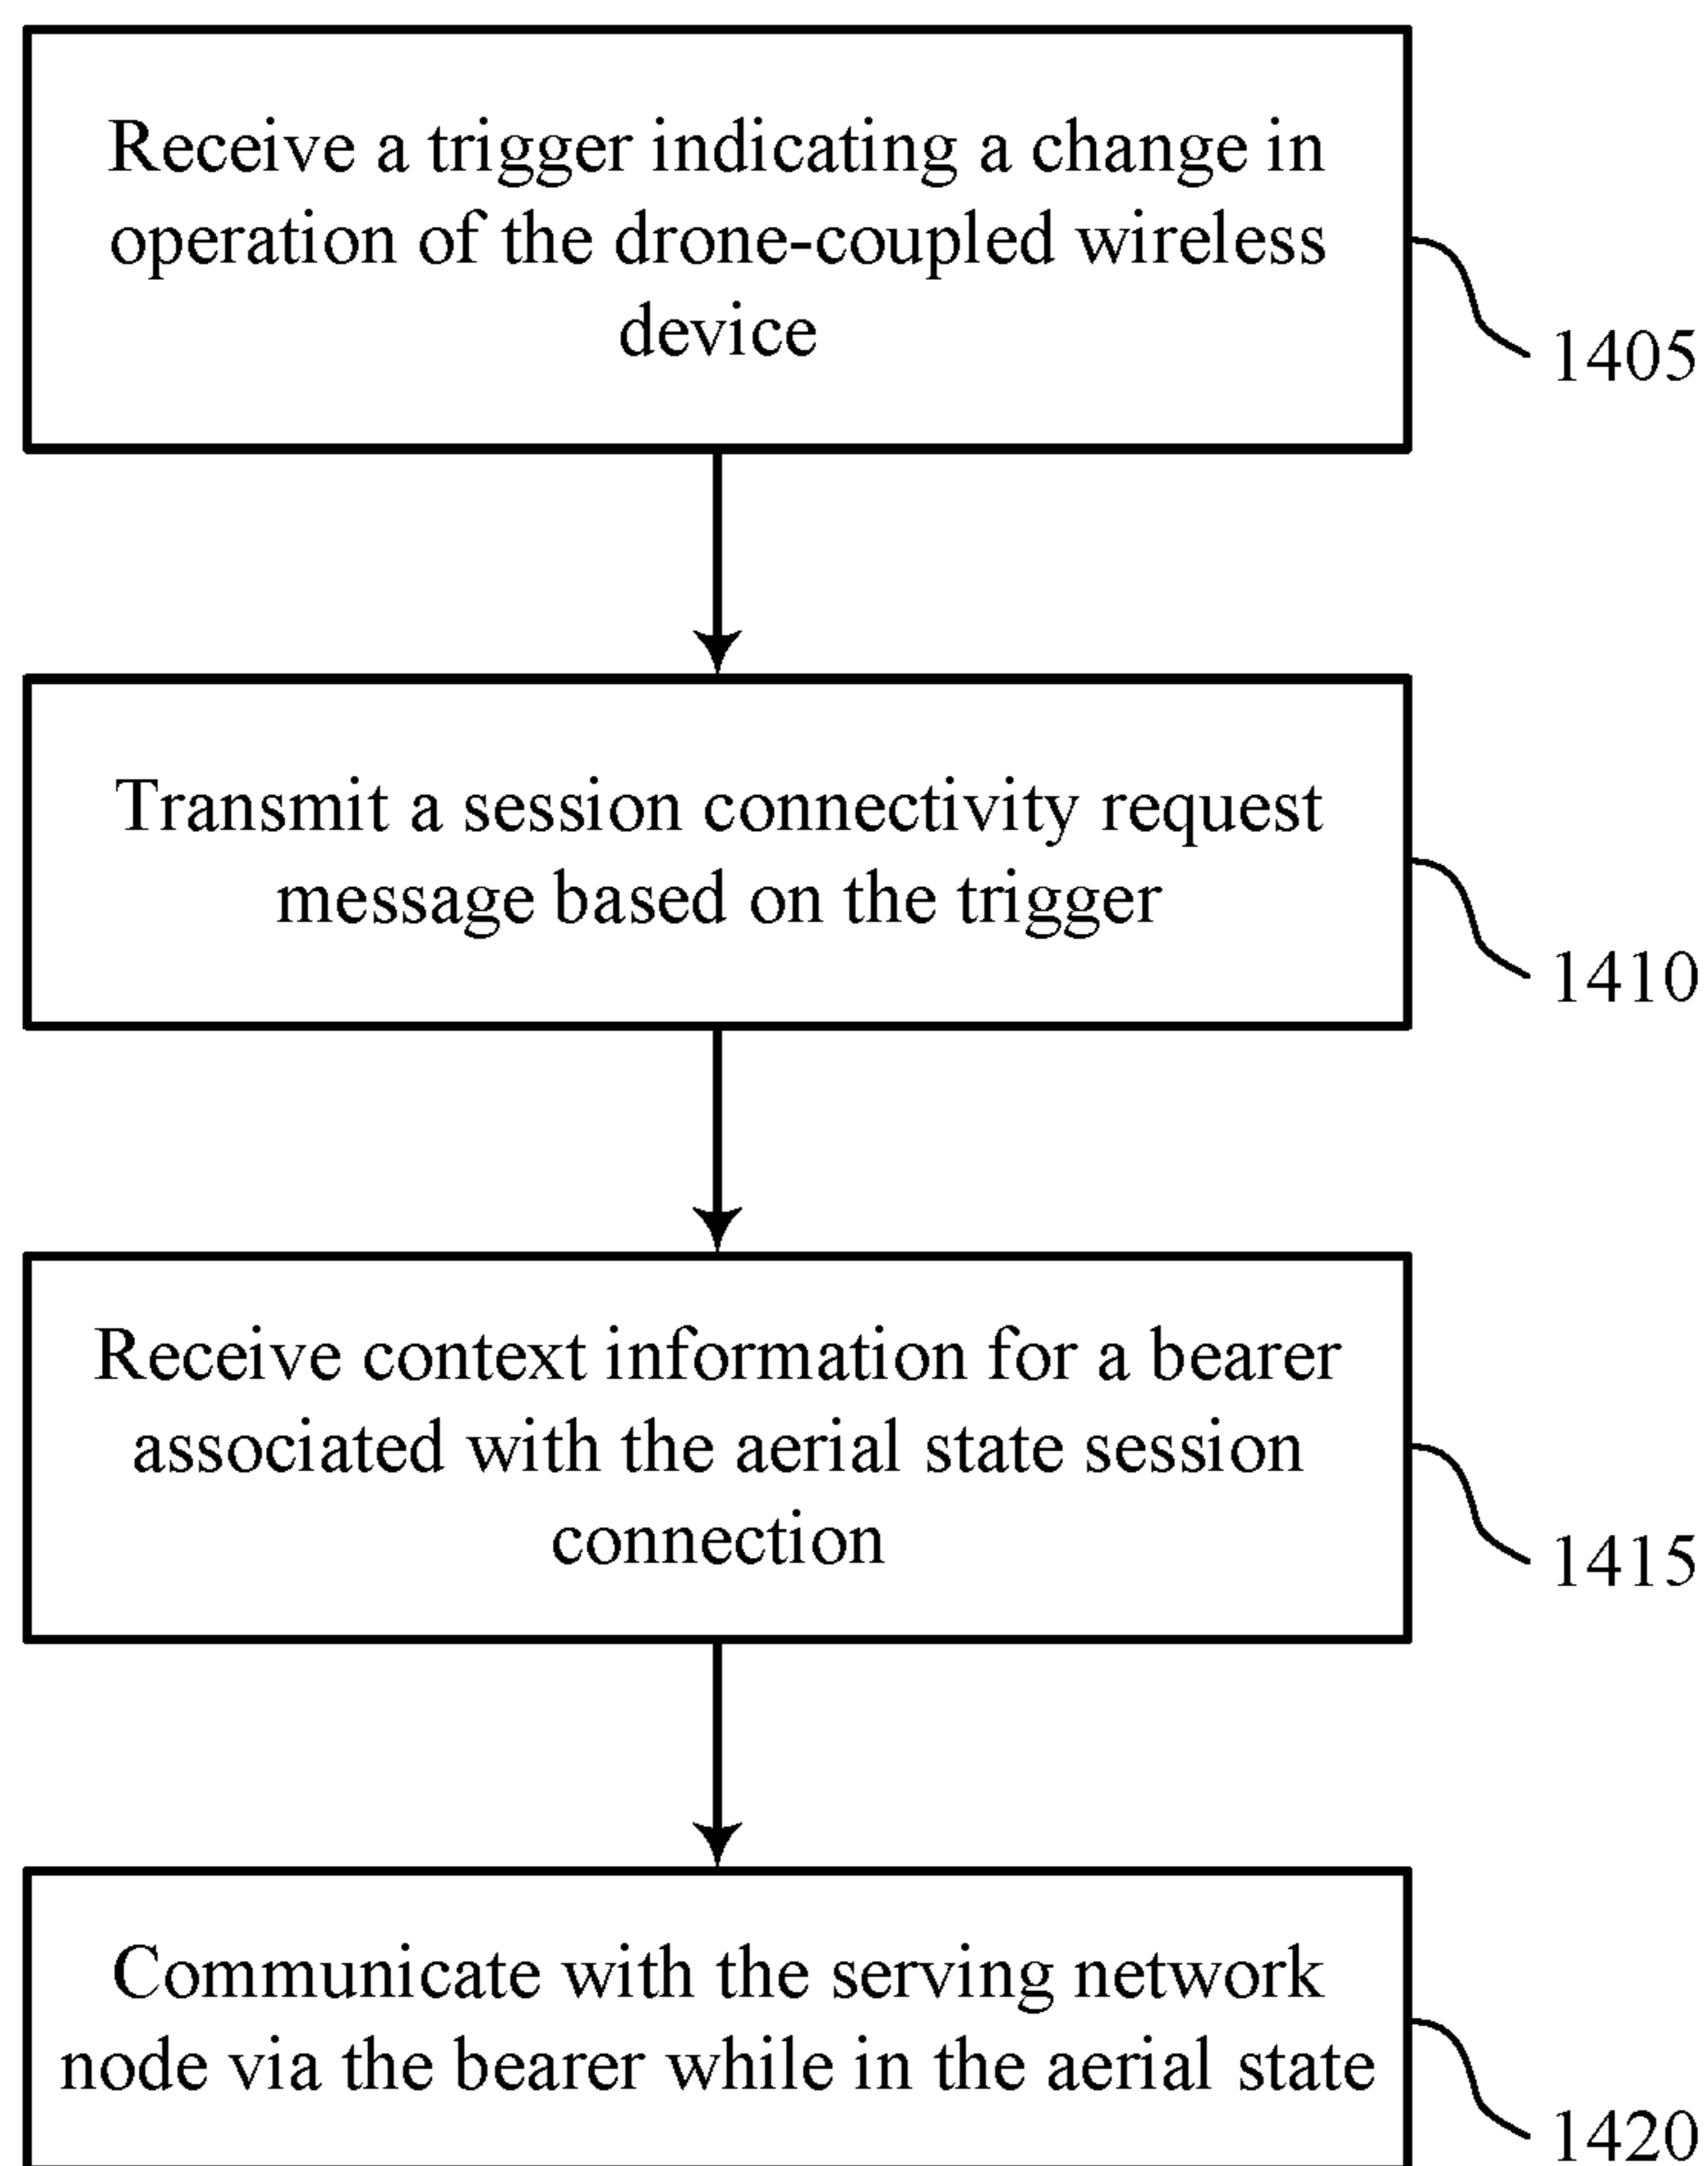 Receive a trigger indicating a change in
operation of the drone-coupled wireless
device
1405
Transmit a session connectivity request
message based on the trigger
1410
Receive context information for a bearer
associated with the aerial state session
connection
1415
Communicate with the serving network
node via the bearer while in the aerial state
1420